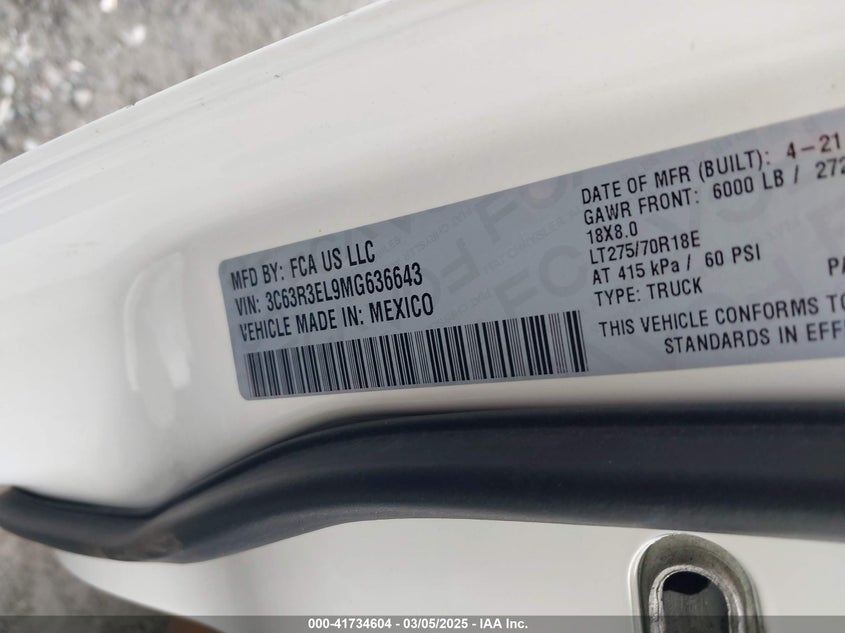 MFD BY: FCA US LLC
VIN: 3C63R3EL9MG636643
VEHICLE MADE IN: MEXICO
DATE OF MFR (BUILT): 4-21
GAWR FRONT: 6000 LB / 272
18X8.0
LT275/70R18E
AT 415 kPa / 60 PSI
TYPE: TRUCK
THIS VEHICLE CONFORMS TO
STANDARDS IN EFF
000-41734604 - 03/05/2025 - IAA Inc.